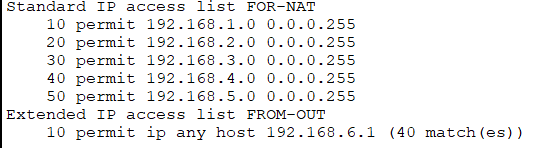 Standard IP access list FOR-NAT
    10 permit 192.168.1.0 0.0.0.255
    20 permit 192.168.2.0 0.0.0.255
    30 permit 192.168.3.0 0.0.0.255
    40 permit 192.168.4.0 0.0.0.255
    50 permit 192.168.5.0 0.0.0.255
Extended IP access list FROM-OUT
    10 permit ip any host 192.168.6.1 (40 match(es))